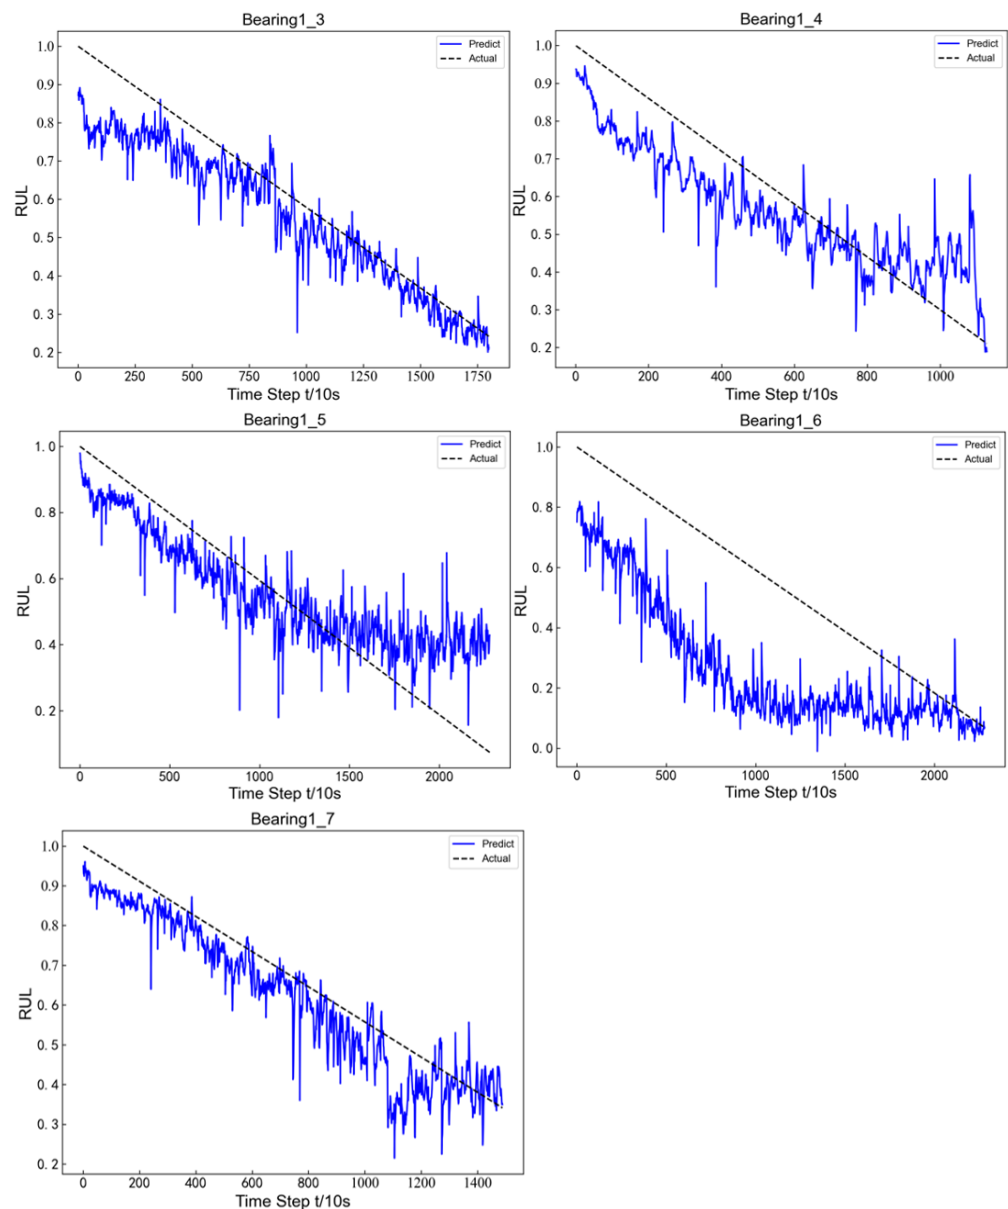 Bearing1_3
Predict
Actual
1.0
0.9
0.8
0.7
0.6
0.5
0.4
0.3
0.2
RUL
0 250 500 750 1000 1250 1500 1750
Time Step t/10s
Bearing1_4
Predict
Actual
1.0
0.9
0.8
0.7
0.6
0.5
0.4
0.3
0.2
RUL
0 200 400 600 800 1000
Time Step t/10s
Bearing1_5
Predict
Actual
1.0
0.8
0.6
0.4
0.2
RUL
0 500 1000 1500 2000
Time Step t/10s
Bearing1_6
Predict
Actual
1.0
0.8
0.6
0.4
0.2
0.0
RUL
0 500 1000 1500 2000
Time Step t/10s
Bearing1_7
Predict
Actual
1.0
0.9
0.8
0.7
0.6
0.5
0.4
0.3
0.2
RUL
0 200 400 600 800 1000 1200 1400
Time Step t/10s